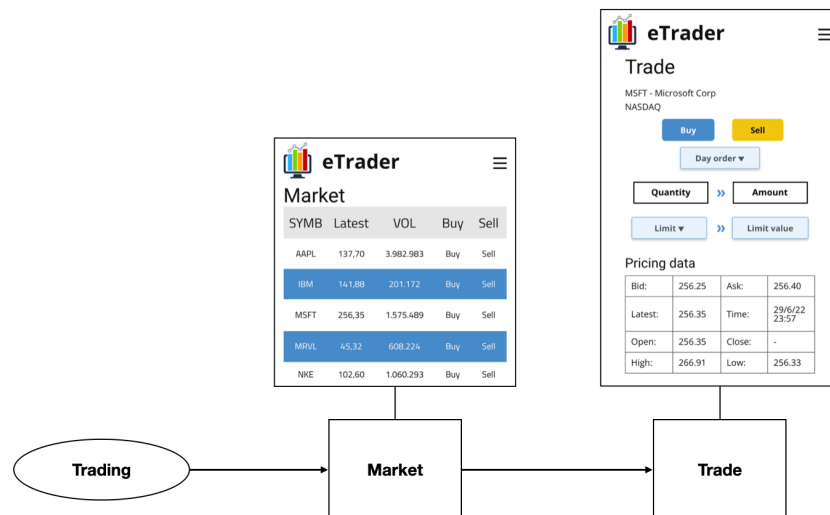 eTrader
Market
SYMB Latest VOL Buy Sell
AAPL 137,70 3.982.983 Buy Sell
IBM 141,88 201.172 Buy Sell
MSFT 256,35 1.575.489 Buy Sell
MRVL 45,32 608.224 Buy Sell
NKE 102,60 1.060.293 Buy Sell
eTrader
Trade
MSFT - Microsoft Corp
NASDAQ
Buy Sell
Day order ▼
Quantity » Amount
Limit ▼ » Limit value
Pricing data
Bid: 256.25 Ask: 256.40
Latest: 256.35 Time: 29/6/22
23:57
Open: 256.35 Close: -
High: 266.91 Low: 256.33
Trading Market Trade